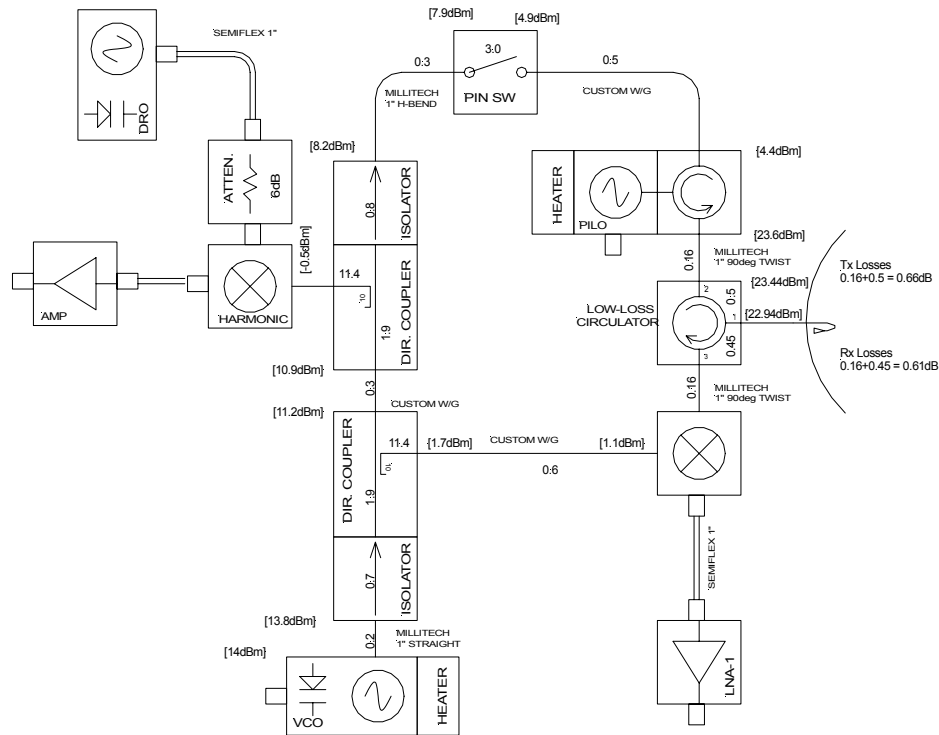 SEMIFLEX 1"
DRO
[7.9dBm}
[4.9dBm}
3:0
PIN SW
0:3
0:5
MILLITECH
1" H-BEND
CUSTOM W/G
[8.2dBm}
ATTEN.
6dB
0:8
ISOLATOR
HEATER
PILO
{4.4dBm}
{23.6dBm}
0.16
MILLITECH
1" 90deg TWIST
[-0.5dBm}
11.4
10
AMP
HARMONIC
1:9
DIR. COUPLER
LOW-LOSS
CIRCULATOR
2
0:5
1
0.45
3
{23.44dBm}
{22.94dBm}
Tx Losses
0.16+0.5 = 0.66dB
Rx Losses
0.16+0.45 = 0.61dB
[10.9dBm}
0:3
CUSTOM W/G
0.16
MILLITECH
1" 90deg TWIST
[11.2dBm}
11.4
10
1:9
DIR. COUPLER
{1.7dBm}
CUSTOM W/G
0:6
[1.1dBm}
0:7
ISOLATOR
SEMIFLEX 1"
[13.8dBm}
0:2
MILLITECH
1" STRAIGHT
[14dBm}
VCO
HEATER
LNA-1